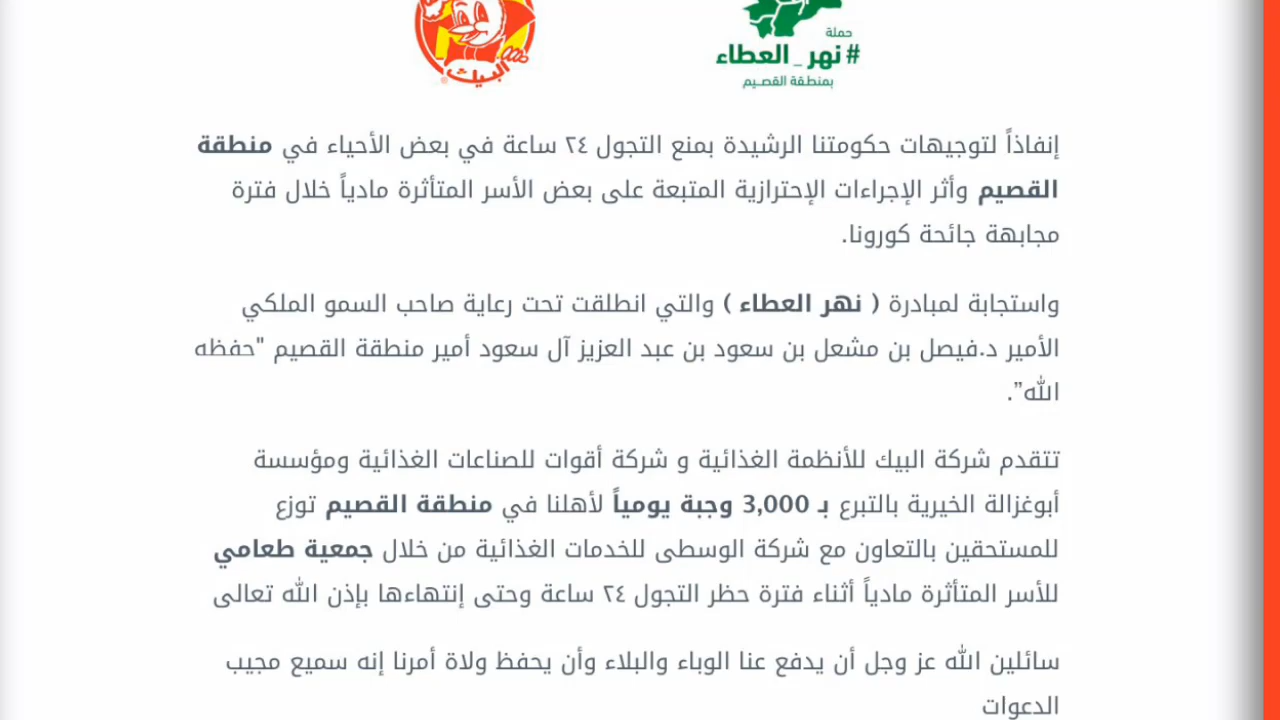 البيك
حملة
#نهر_العطاء
بمنطقة القصيم
إنفاذاً لتوجيهات حكومتنا الرشيدة بمنع التجول ٢٤ ساعة في بعض الأحياء في منطقة
القصيم وأثر الإجراءات الإحترازية المتبعة على بعض الأسر المتأثرة مادياً خلال فترة
مجابهة جائحة كورونا.
واستجابة لمبادرة ( نهر العطاء ) والتي انطلقت تحت رعاية صاحب السمو الملكي
الأمير د.فيصل بن مشعل بن سعود بن عبد العزيز آل سعود أمير منطقة القصيم "حفظه
الله”.
تتقدم شركة البيك للأنظمة الغذائية و شركة أقوات للصناعات الغذائية ومؤسسة
أبوغزالة الخيرية بالتبرع بـ 3,000 وجبة يومياً لأهلنا في منطقة القصيم توزع
للمستحقين بالتعاون مع شركة الوسطى للخدمات الغذائية من خلال جمعية طعامي
للأسر المتأثرة مادياً أثناء فترة حظر التجول ٢٤ ساعة وحتى إنتهاءها بإذن الله تعالى
سائلين الله عز وجل أن يدفع عنا الوباء والبلاء وأن يحفظ ولاة أمرنا إنه سميع مجيب
الدعوات